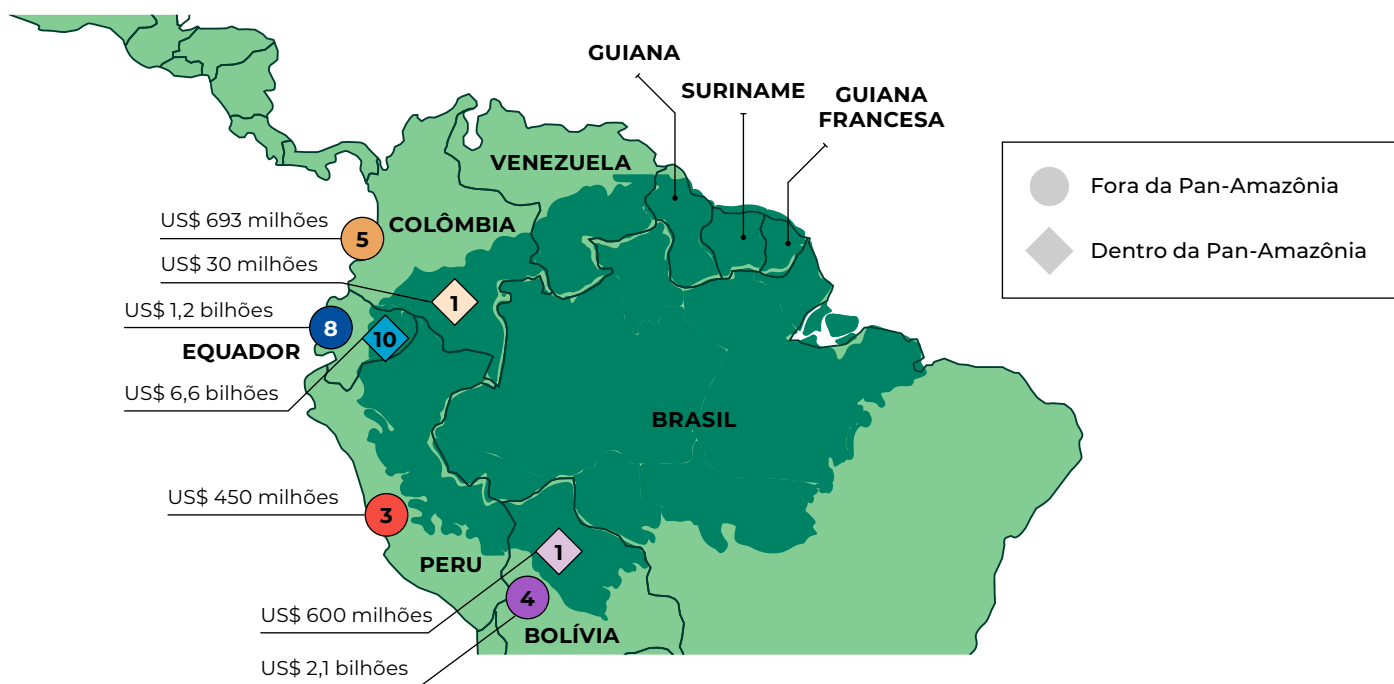 GUIANA
SURINAME
GUIANA
FRANCESA
VENEZUELA
Fora da Pan-Amazônia
Dentro da Pan-Amazônia
US$ 693 milhões
5
COLÔMBIA
US$ 30 milhões
1
US$ 1,2 bilhões
8
10
EQUADOR
US$ 6,6 bilhões
BRASIL
US$ 450 milhões
3
PERU
1
US$ 600 milhões
4
BOLÍVIA
US$ 2,1 bilhões